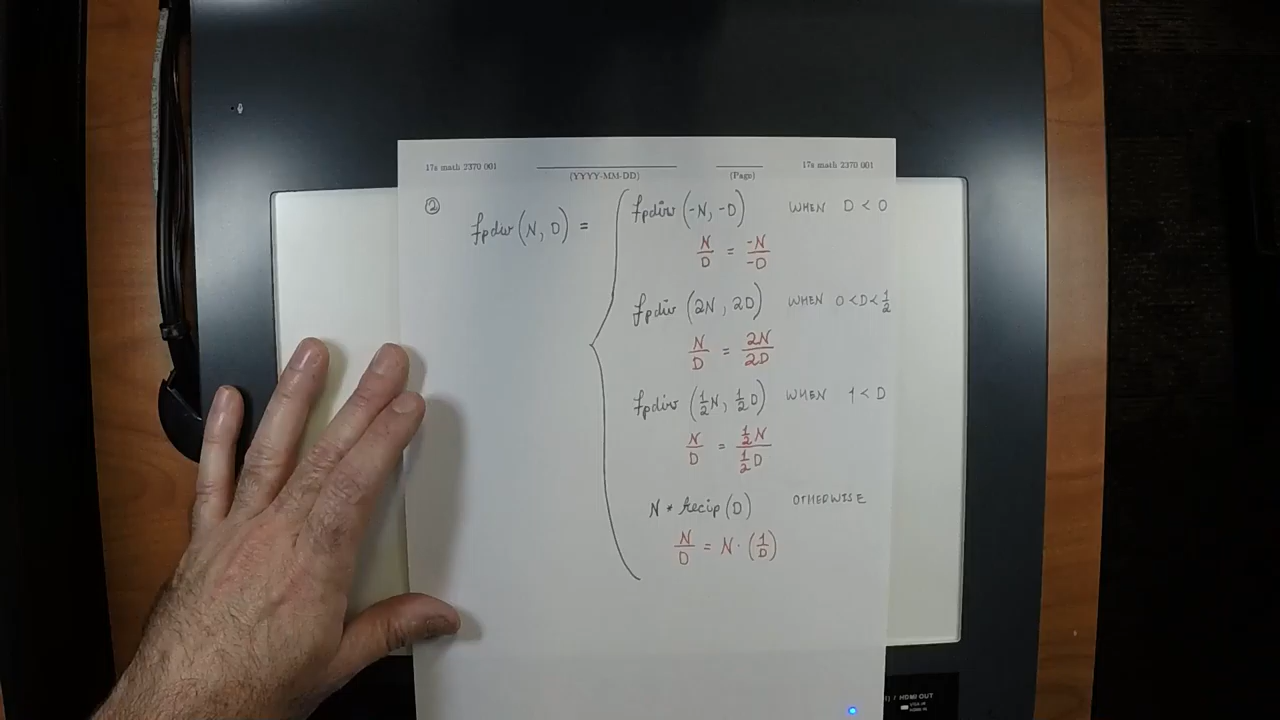 17s math 2370 001 (YYYY-MM-DD) (Page) 17s math 2370 001
②
fpdiv (N, D) =
fpdiv (-N, -D) WHEN D < 0
N/D = -N/-D
fpdiv (2N, 2D) WHEN 0 < D < 1/2
N/D = 2N/2D
fpdiv (1/2 N, 1/2 D) WHEN 1 < D
N/D = 1/2 N / 1/2 D
N * Recip (D) OTHERWISE
N/D = N · (1/D)
/ HDMI OUT